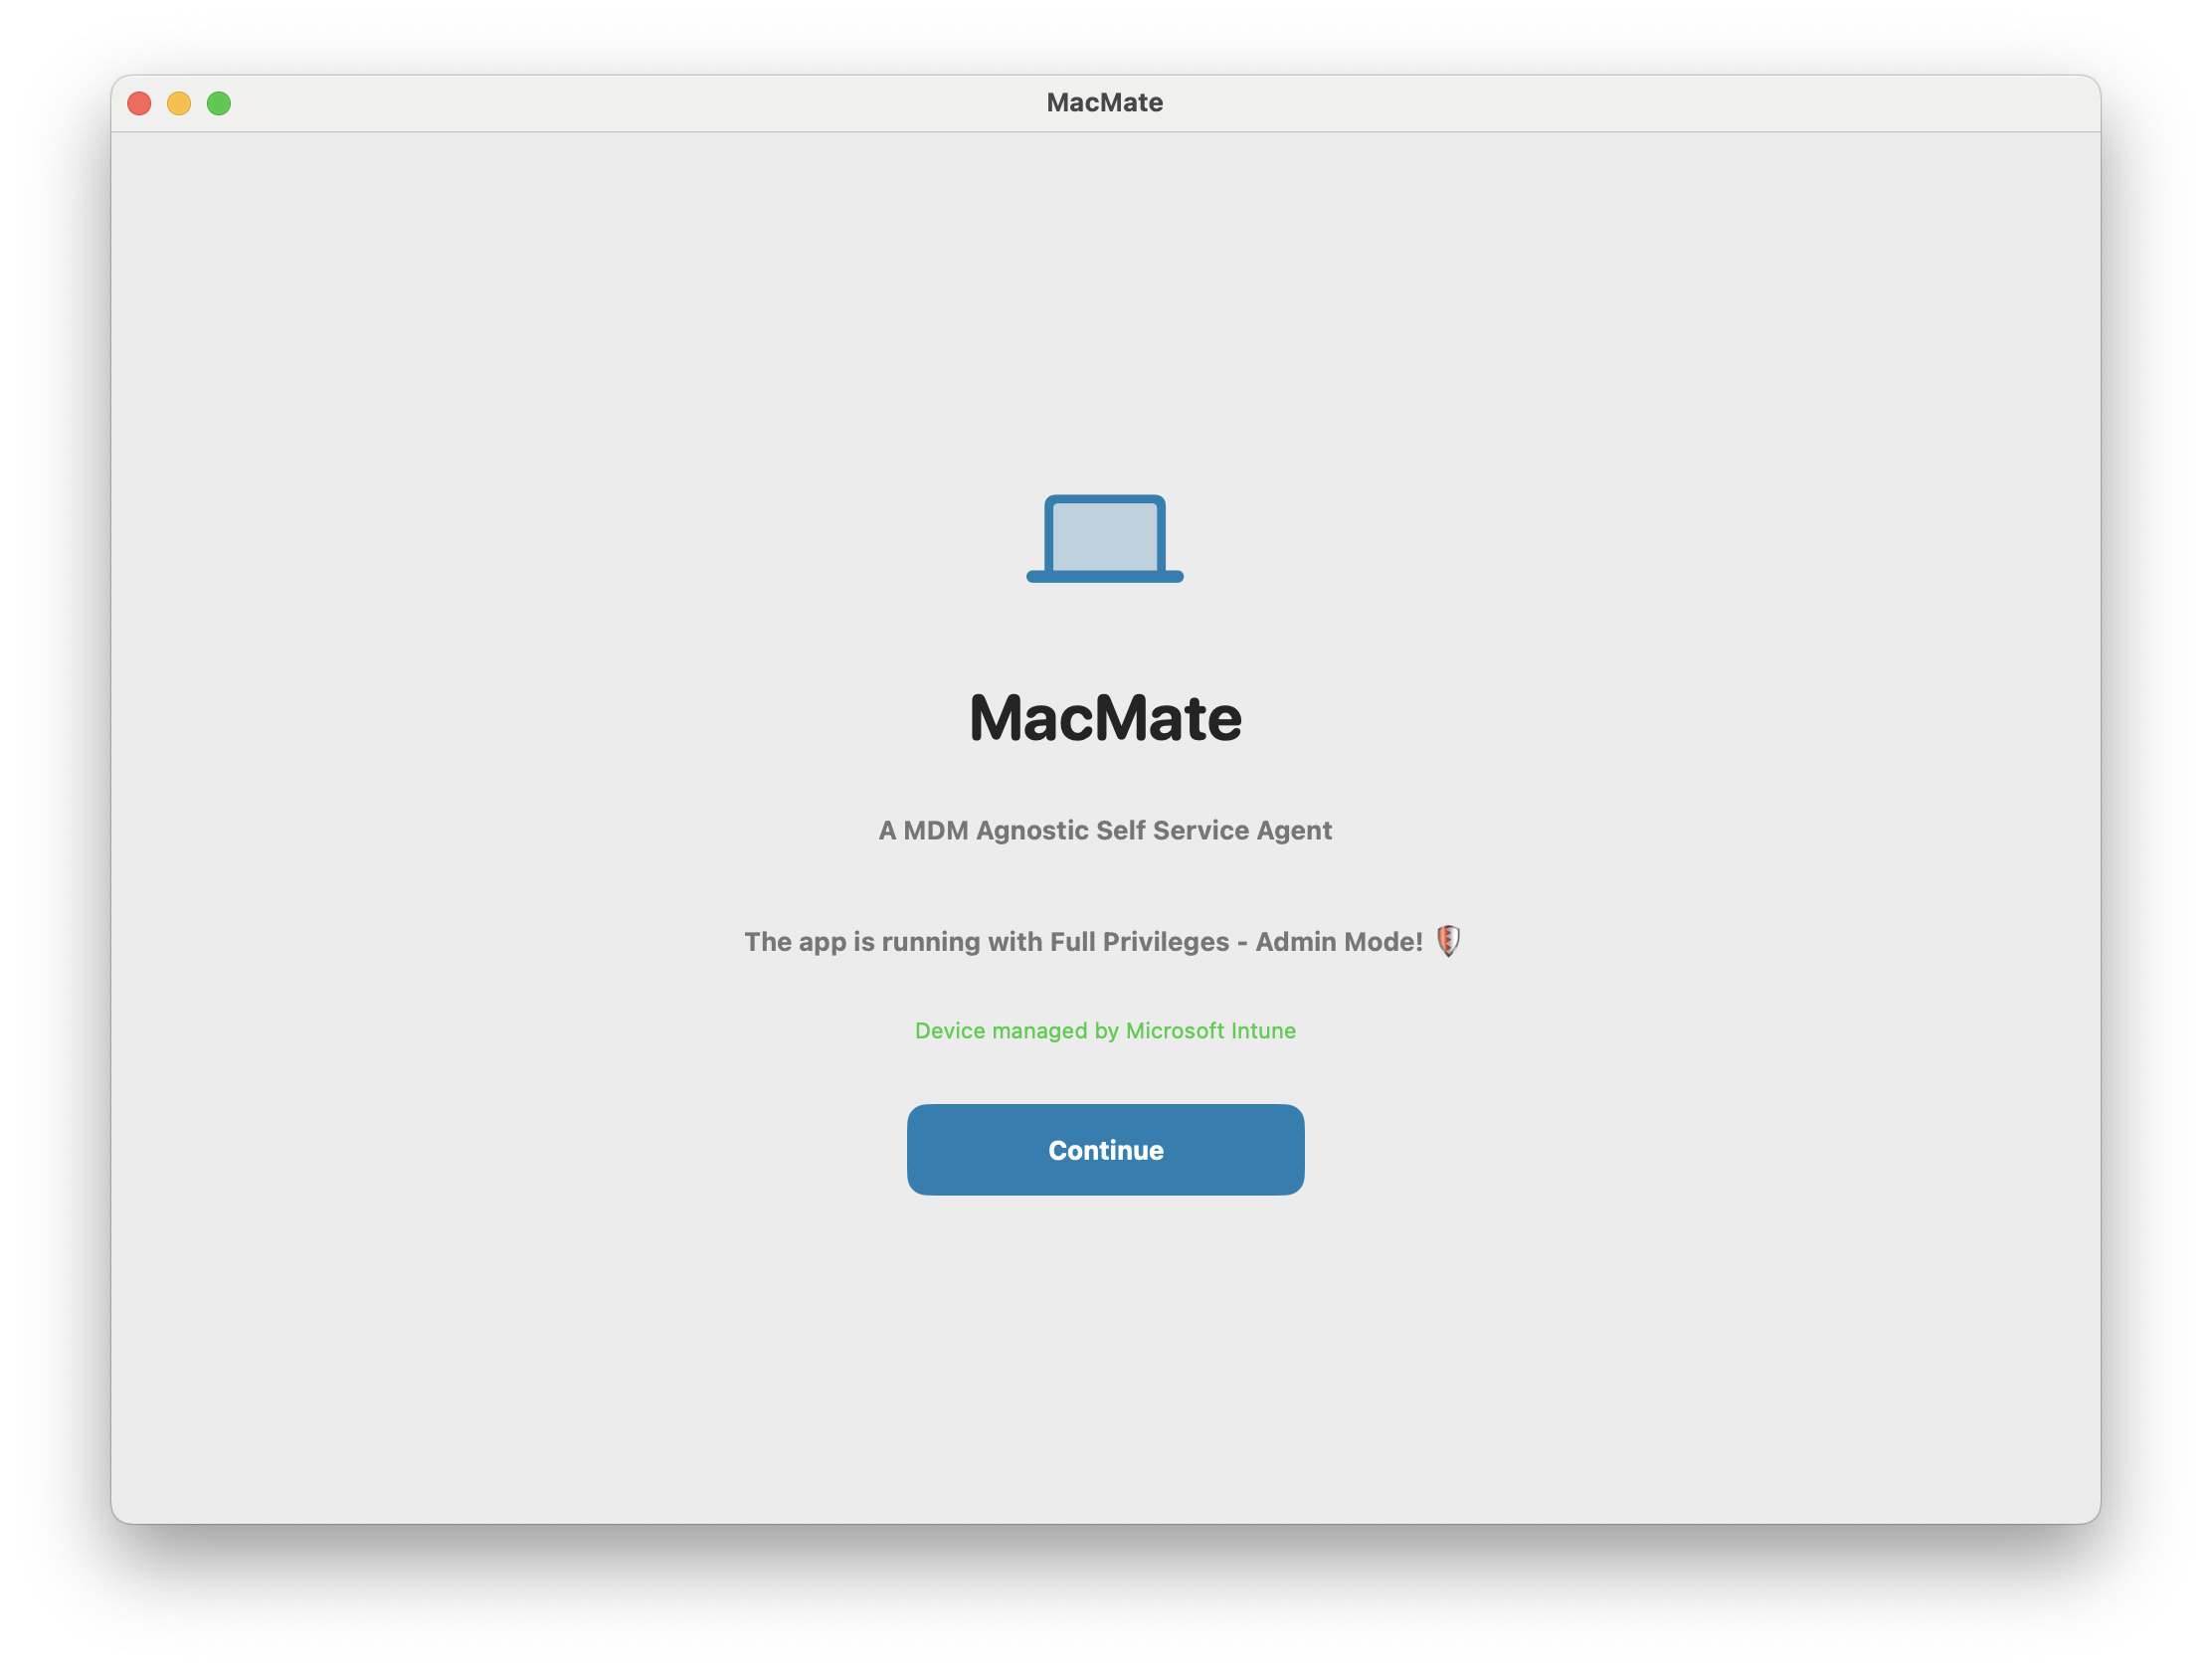 MacMate
MacMate
A MDM Agnostic Self Service Agent
The app is running with Full Privileges - Admin Mode! 🛡️
Device managed by Microsoft Intune
Continue